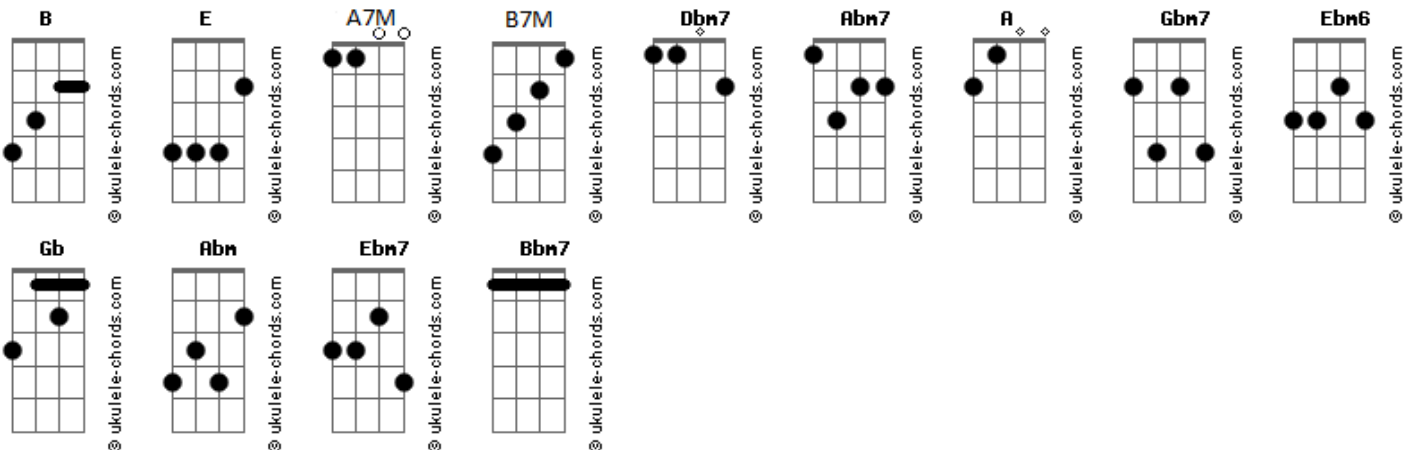 B E A7M B7M Dbm7 Abm7 A Gbm7 Ebm6
© ukulele-chords.com © ukulele-chords.com © ukulele-chords.com © ukulele-chords.com © ukulele-chords.com © ukulele-chords.com © ukulele-chords.com © ukulele-chords.com © ukulele-chords.com
Gb Abm Ebm7 Bbm7
© ukulele-chords.com © ukulele-chords.com © ukulele-chords.com © ukulele-chords.com